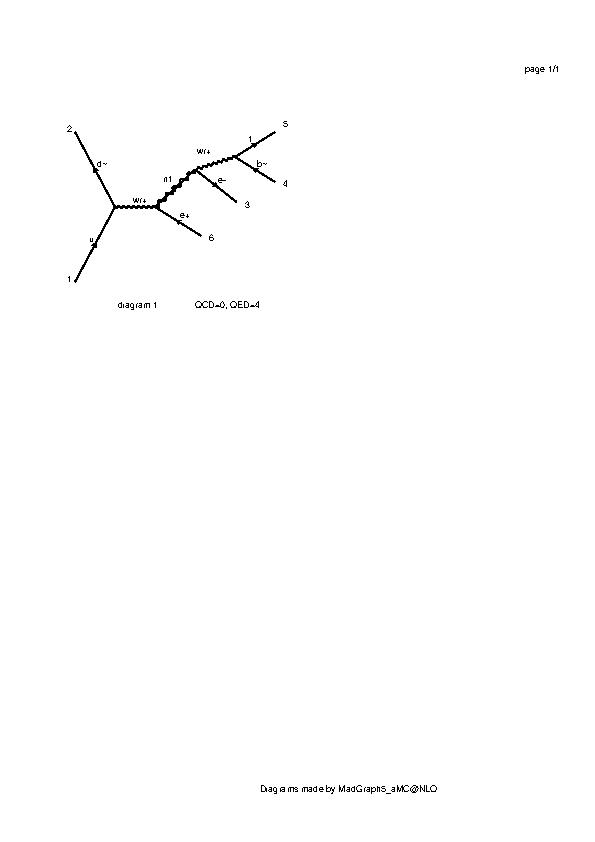 page 1/1
2
5
t
wr+
d~
b~
n1
e-
4
wr+
3
e+
6
u
1
diagram 1 QCD=0, QED=4
Diagrams made by MadGraph5_aMC@NLO